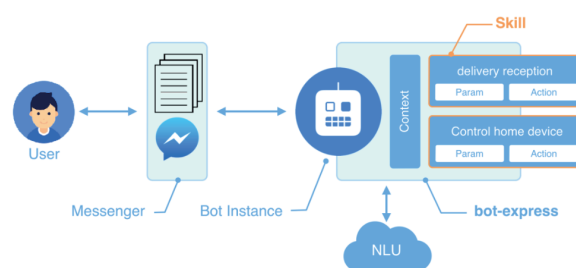 Skill
delivery reception
Param
Action
Context
Control home device
Param
Action
User
Messenger
Bot Instance
bot-express
NLU